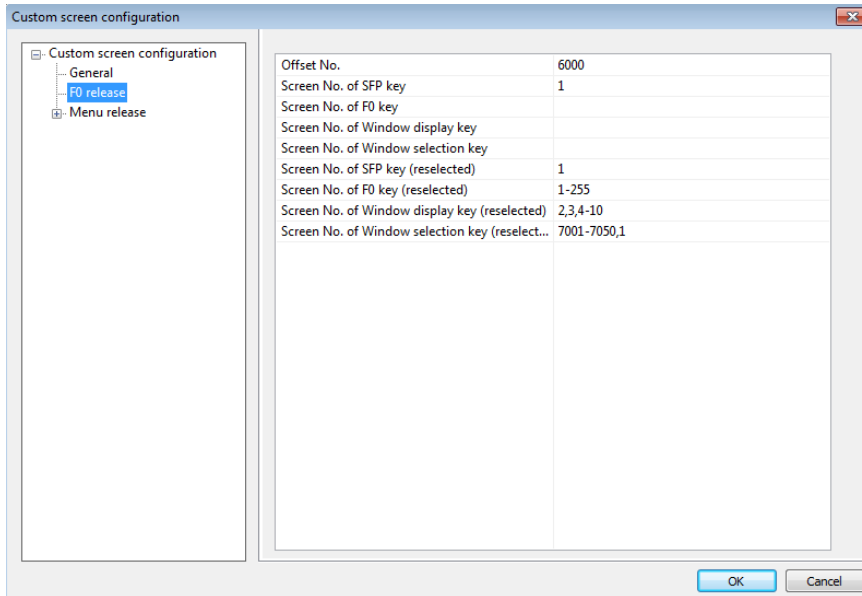 Custom screen configuration
Custom screen configuration
General
F0 release
Menu release
Offset No. 6000
Screen No. of SFP key 1
Screen No. of F0 key
Screen No. of Window display key
Screen No. of Window selection key
Screen No. of SFP key (reselected) 1
Screen No. of F0 key (reselected) 1-255
Screen No. of Window display key (reselected) 2,3,4-10
Screen No. of Window selection key (reselect... 7001-7050,1
OK Cancel